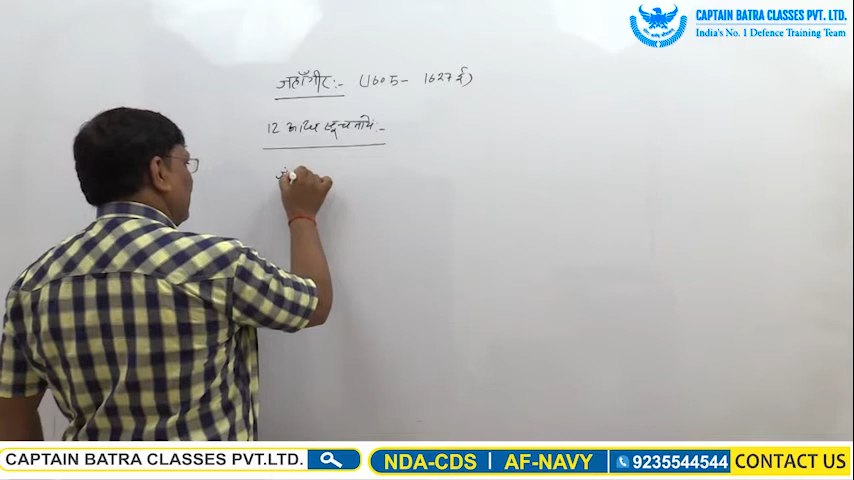 CAPTAIN BATRA CLASSES PVT. LTD.
India's No. 1 Defence Training Team
जहाँगीर:- (1605- 1627 ई)
12 सूचनायें:-
CAPTAIN BATRA CLASSES PVT.LTD.
NDA-CDS | AF-NAVY
9235544544
CONTACT US